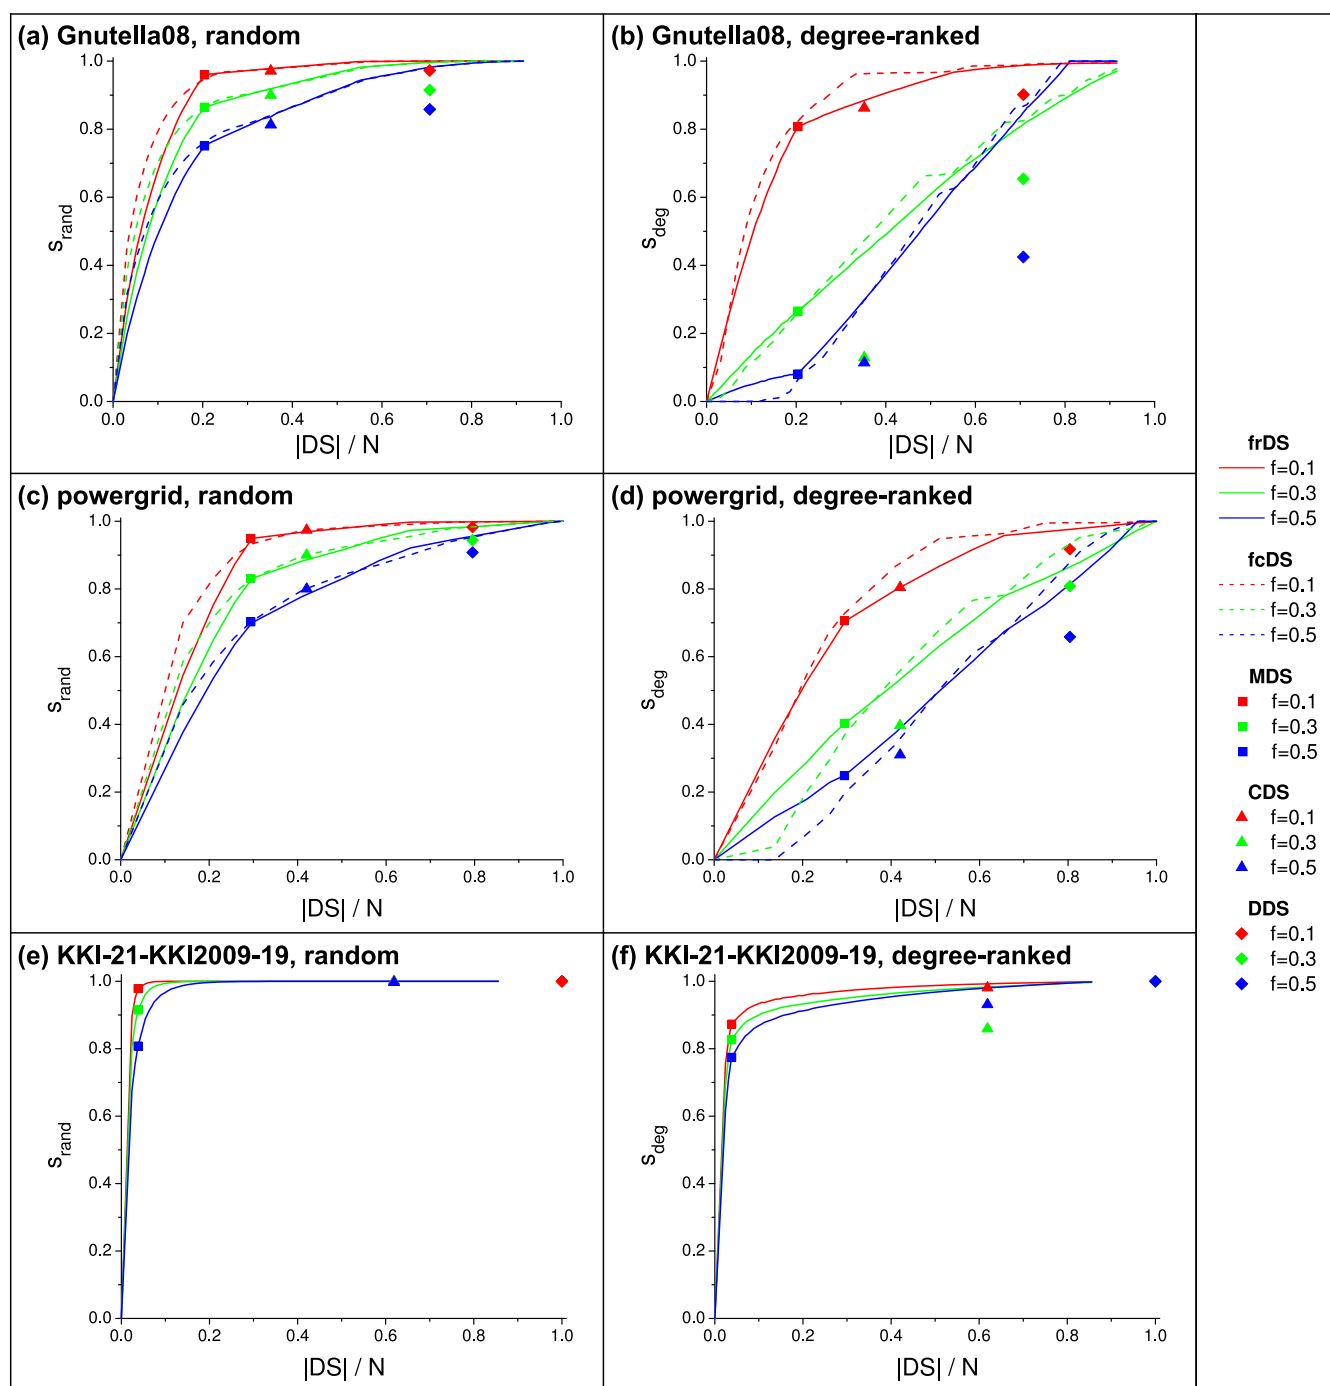 (a) Gnutella08, random
1.0
0.8
0.6
0.4
0.2
0.0
s_rand
0.0 0.2 0.4 0.6 0.8 1.0
|DS| / N
(b) Gnutella08, degree-ranked
1.0
0.8
0.6
0.4
0.2
0.0
s_deg
0.0 0.2 0.4 0.6 0.8 1.0
|DS| / N
(c) powergrid, random
1.0
0.8
0.6
0.4
0.2
0.0
s_rand
0.0 0.2 0.4 0.6 0.8 1.0
|DS| / N
(d) powergrid, degree-ranked
1.0
0.8
0.6
0.4
0.2
0.0
s_deg
0.0 0.2 0.4 0.6 0.8 1.0
|DS| / N
(e) KKI-21-KKI2009-19, random
1.0
0.8
0.6
0.4
0.2
0.0
s_rand
0.0 0.2 0.4 0.6 0.8 1.0
|DS| / N
(f) KKI-21-KKI2009-19, degree-ranked
1.0
0.8
0.6
0.4
0.2
0.0
s_deg
0.0 0.2 0.4 0.6 0.8 1.0
|DS| / N
frDS
f=0.1
f=0.3
f=0.5
fcDS
f=0.1
f=0.3
f=0.5
MDS
f=0.1
f=0.3
f=0.5
CDS
f=0.1
f=0.3
f=0.5
DDS
f=0.1
f=0.3
f=0.5